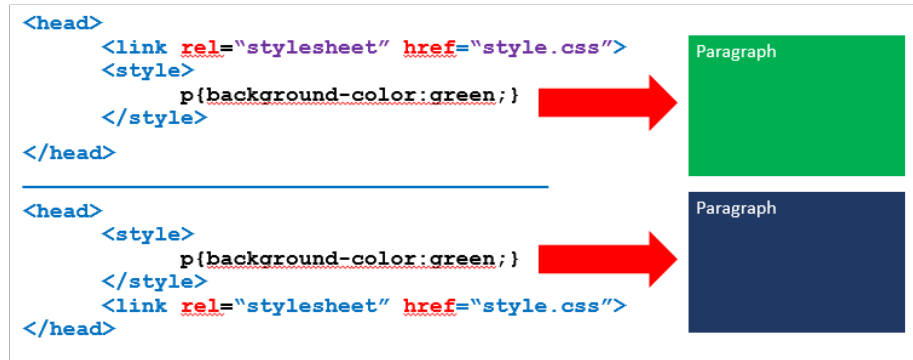 <head>
<link rel=“stylesheet” href=“style.css”>
<style>
p{background-color:green;}
</style>
</head>
Paragraph
<head>
<style>
p{background-color:green;}
</style>
<link rel=“stylesheet” href=“style.css”>
</head>
Paragraph